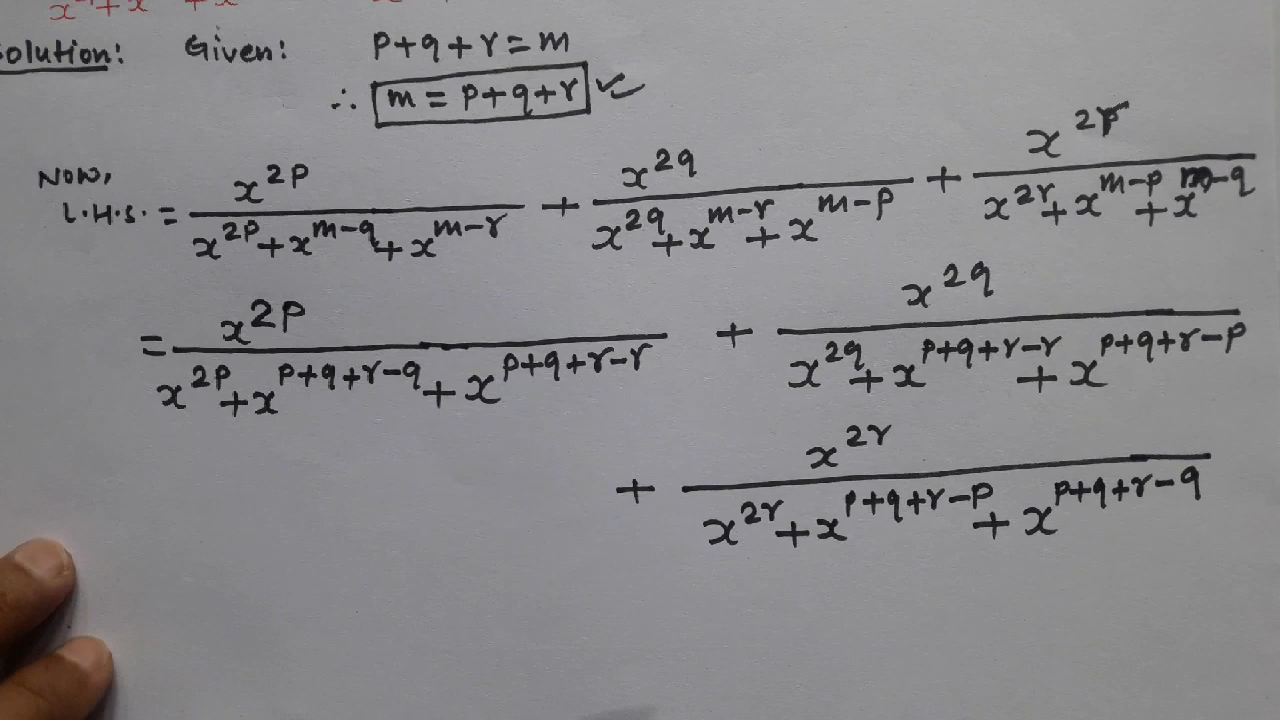 Solution: Given: p+q+r=m
∴ m = p+q+r ✓
Now,
L.H.S. = x^{2p}/(x^{2p}+x^{m-q}+x^{m-r}) + x^{2q}/(x^{2q}+x^{m-r}+x^{m-p}) + x^{2r}/(x^{2r}+x^{m-p}+x^{m-q})
= x^{2p}/(x^{2p}+x^{p+q+r-q}+x^{p+q+r-r}) + x^{2q}/(x^{2q}+x^{p+q+r-r}+x^{p+q+r-p})
+ x^{2r}/(x^{2r}+x^{p+q+r-p}+x^{p+q+r-q})